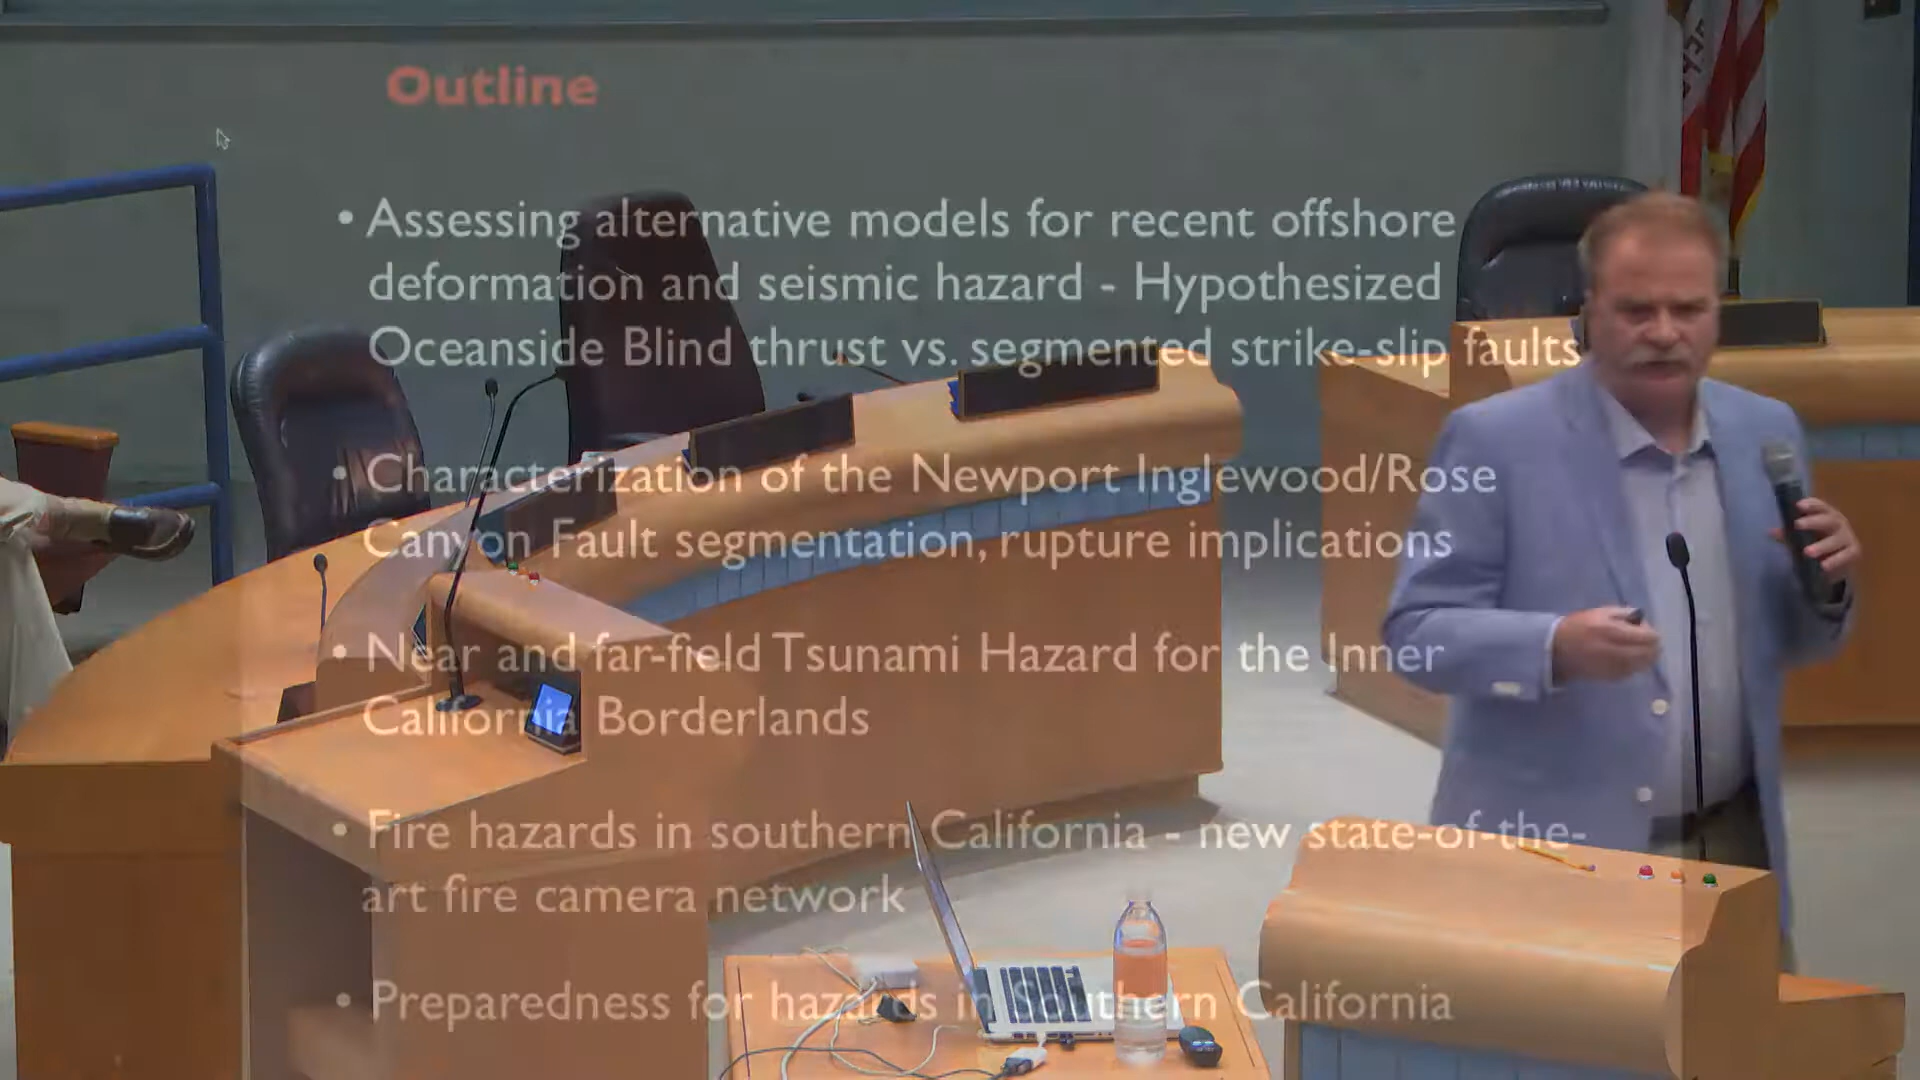 Outline
• Assessing alternative models for recent offshore
deformation and seismic hazard - Hypothesized
Oceanside Blind thrust vs. segmented strike-slip faults
• Characterization of the Newport Inglewood/Rose
Canyon Fault segmentation, rupture implications
• Near and far-field Tsunami Hazard for the Inner
California Borderlands
• Fire hazards in southern California - new state-of-the-
art fire camera network
• Preparedness for hazards in Southern California